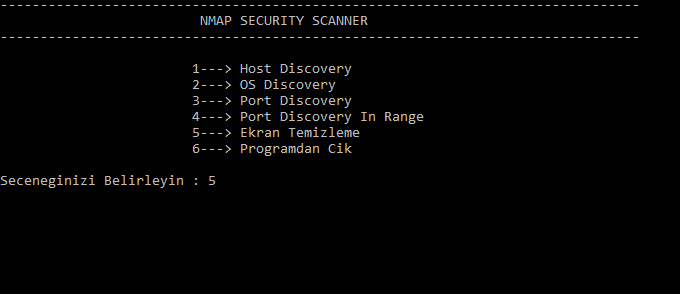 --------------------------------------------------------------------------------
NMAP SECURITY SCANNER
--------------------------------------------------------------------------------
1---> Host Discovery
2---> OS Discovery
3---> Port Discovery
4---> Port Discovery In Range
5---> Ekran Temizleme
6---> Programdan Cik
Seceneginizi Belirleyin : 5